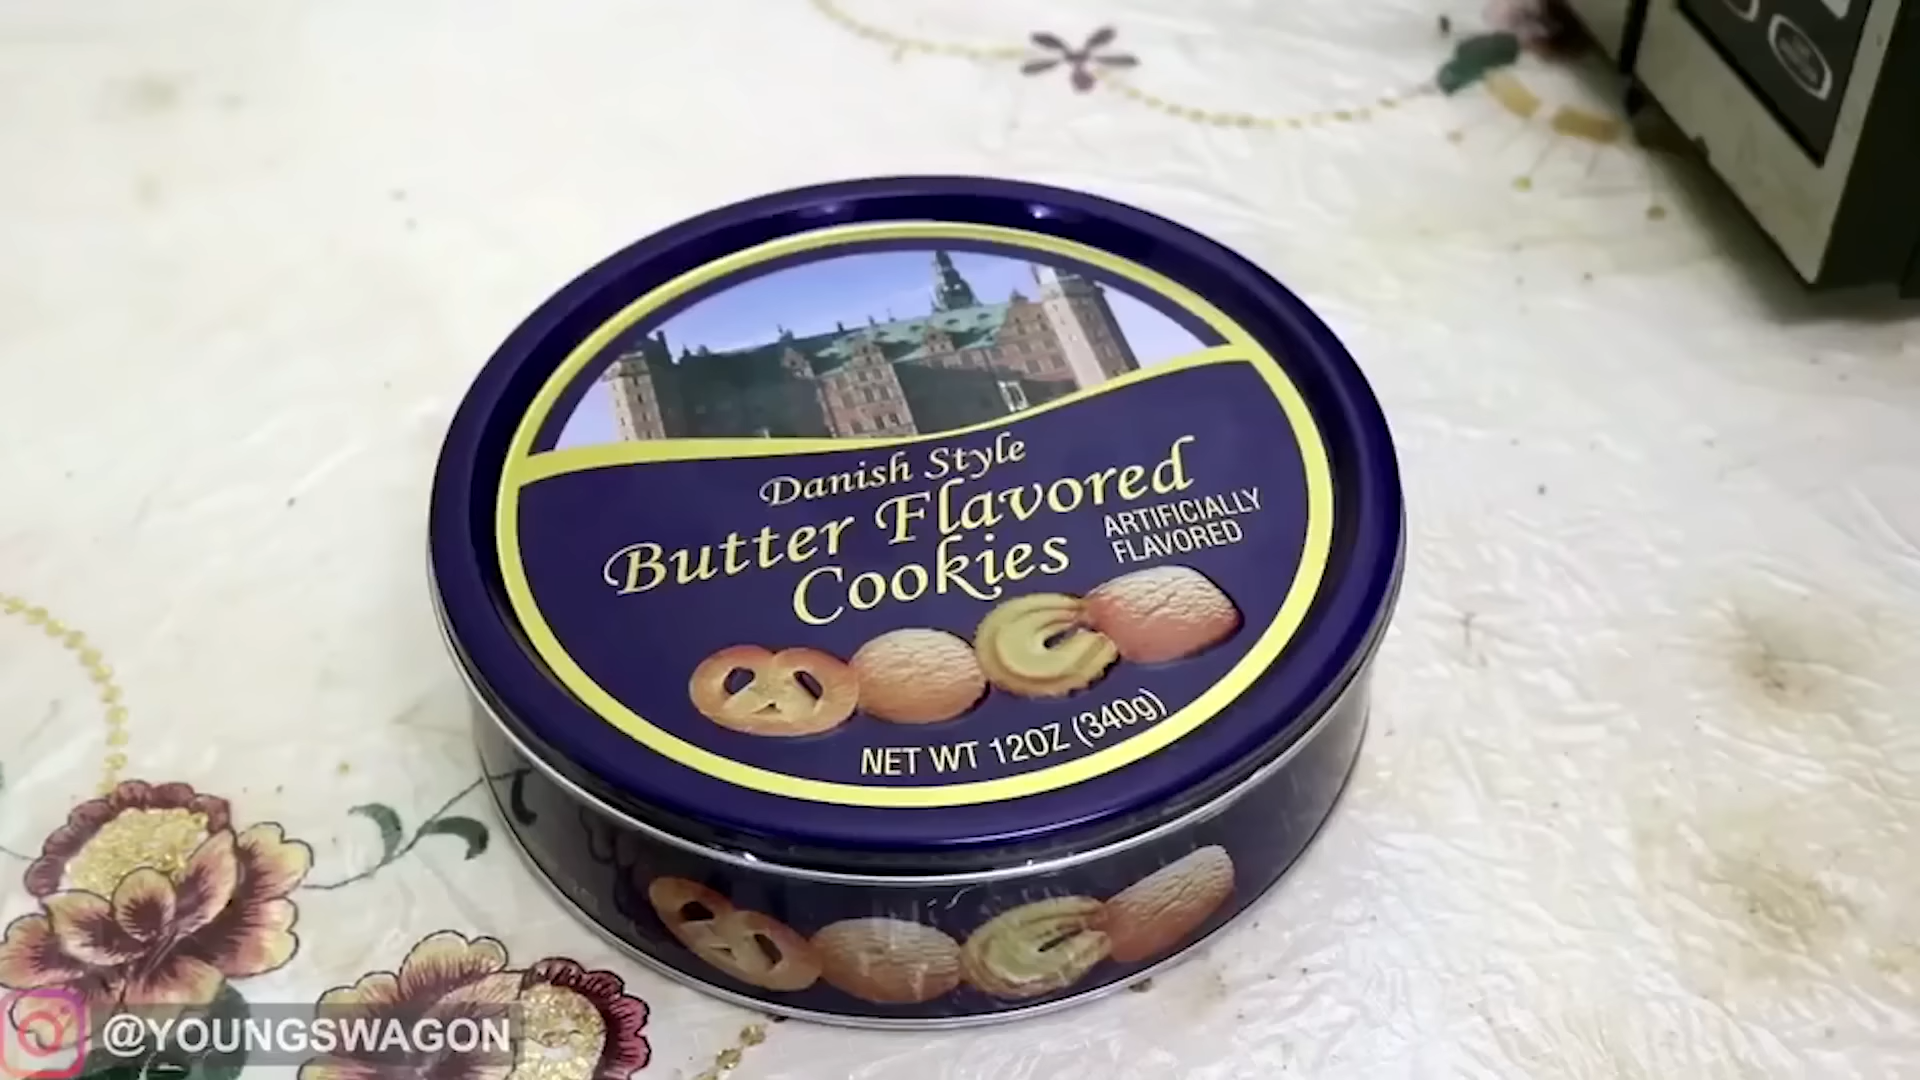 Danish Style
Butter Flavored
Cookies
ARTIFICIALLY
FLAVORED
NET WT 12OZ (340g)
@YOUNGSWAGON